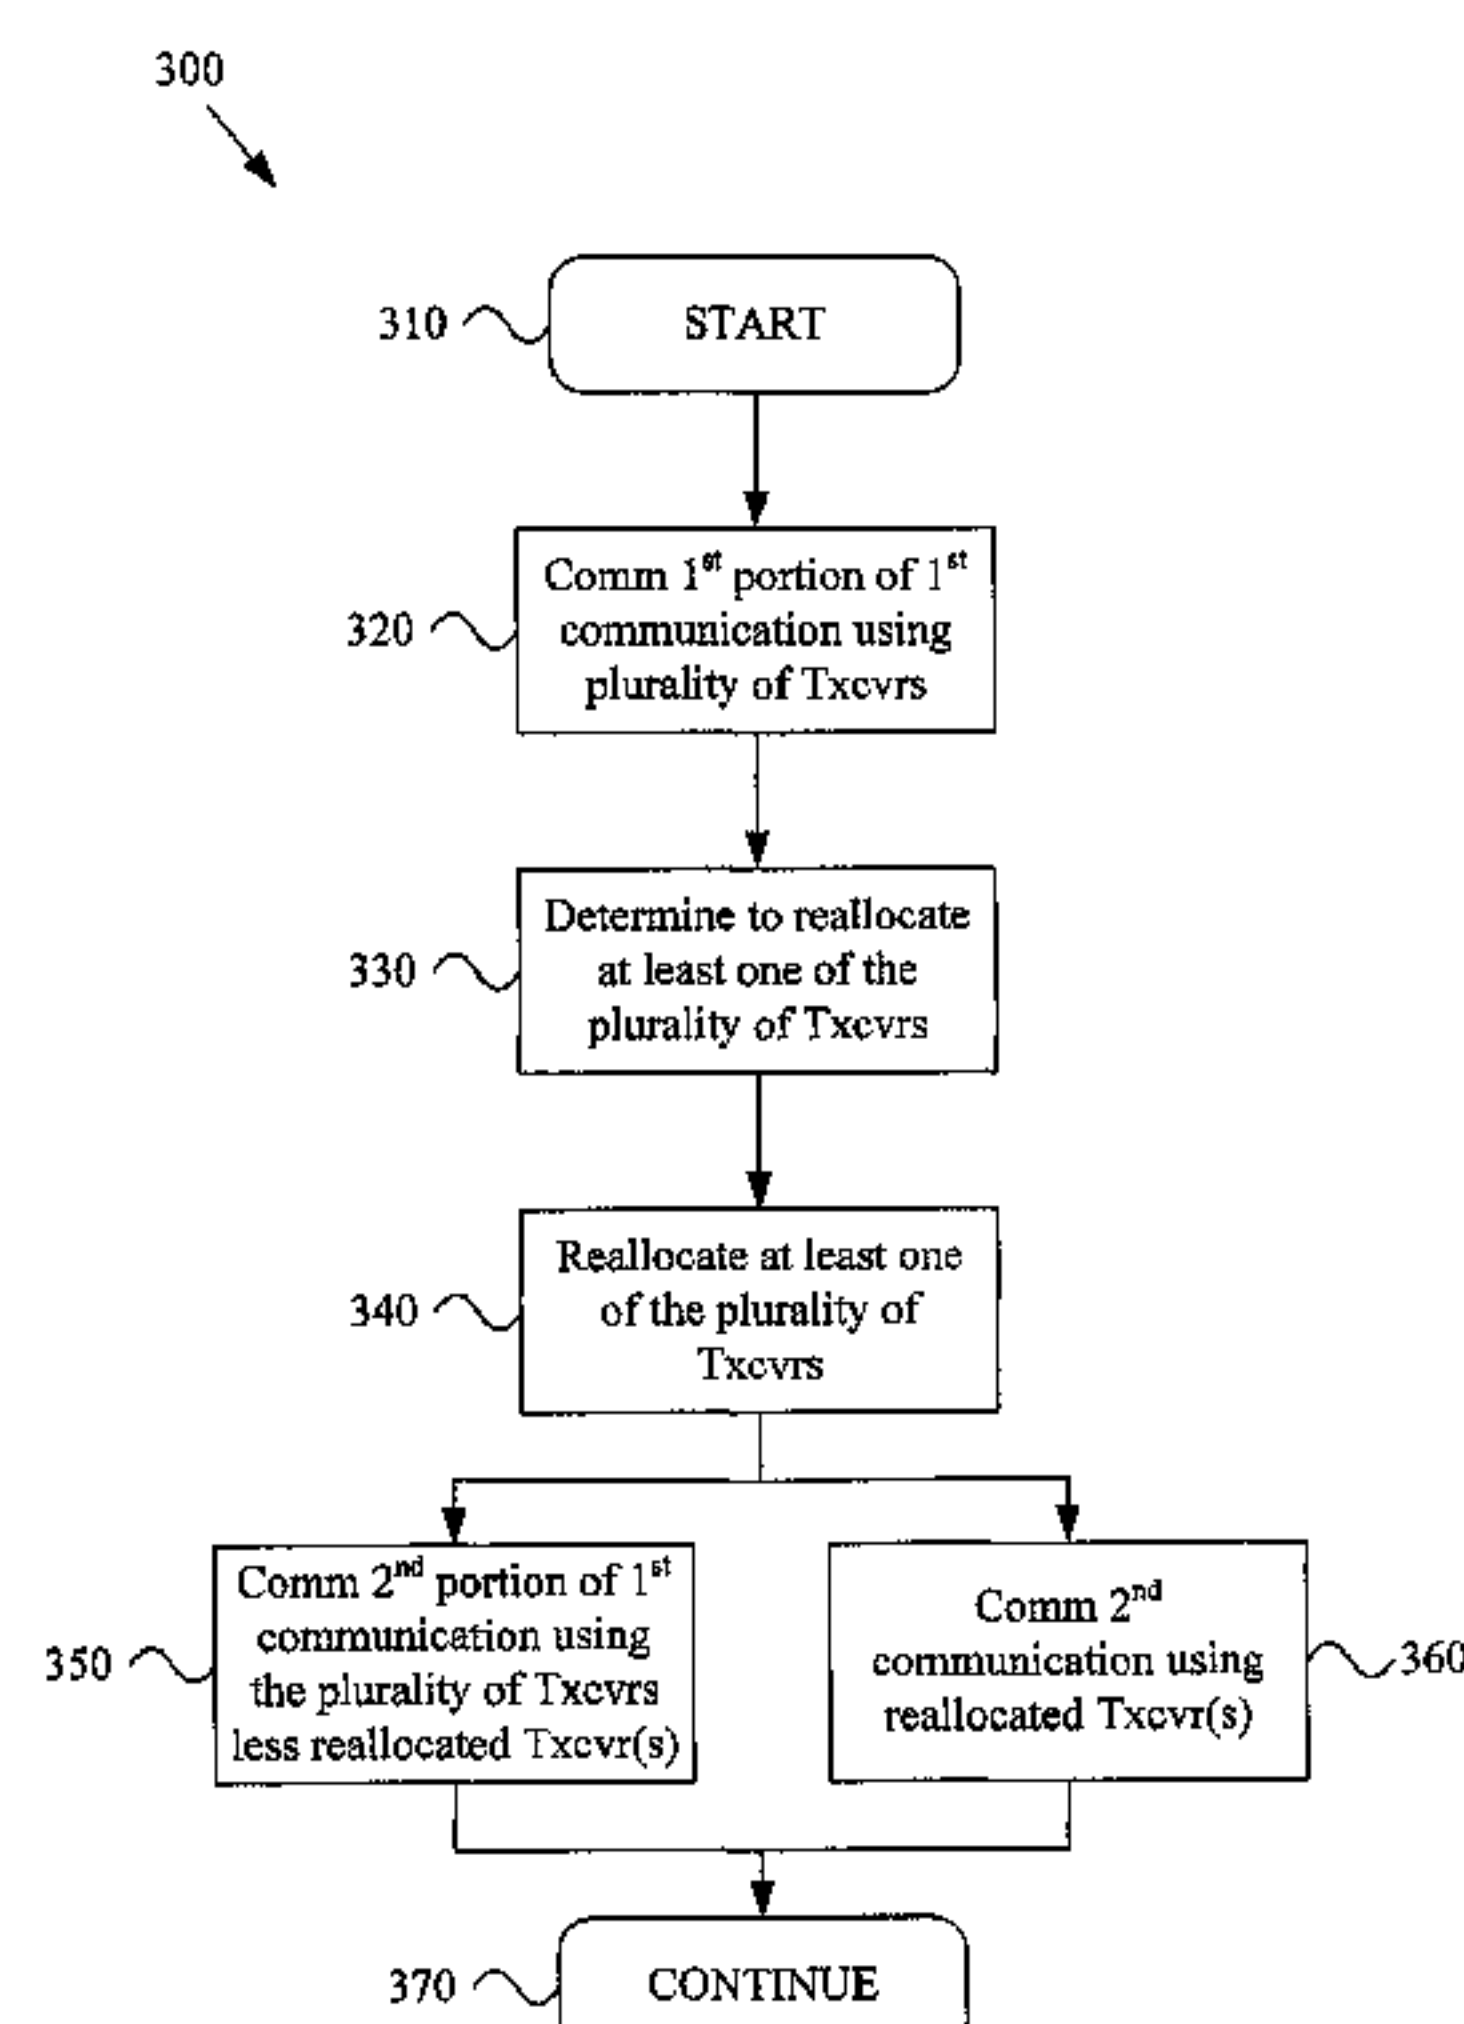 300
310
START
320
Comm 1st portion of 1st
communication using
plurality of Txcvrs
330
Determine to reallocate
at least one of the
plurality of Txcvrs
340
Reallocate at least one
of the plurality of
Txcvrs
350
Comm 2nd portion of 1st
communication using
the plurality of Txcvrs
less reallocated Txcvr(s)
Comm 2nd
communication using
reallocated Txcvr(s)
360
370
CONTINUE